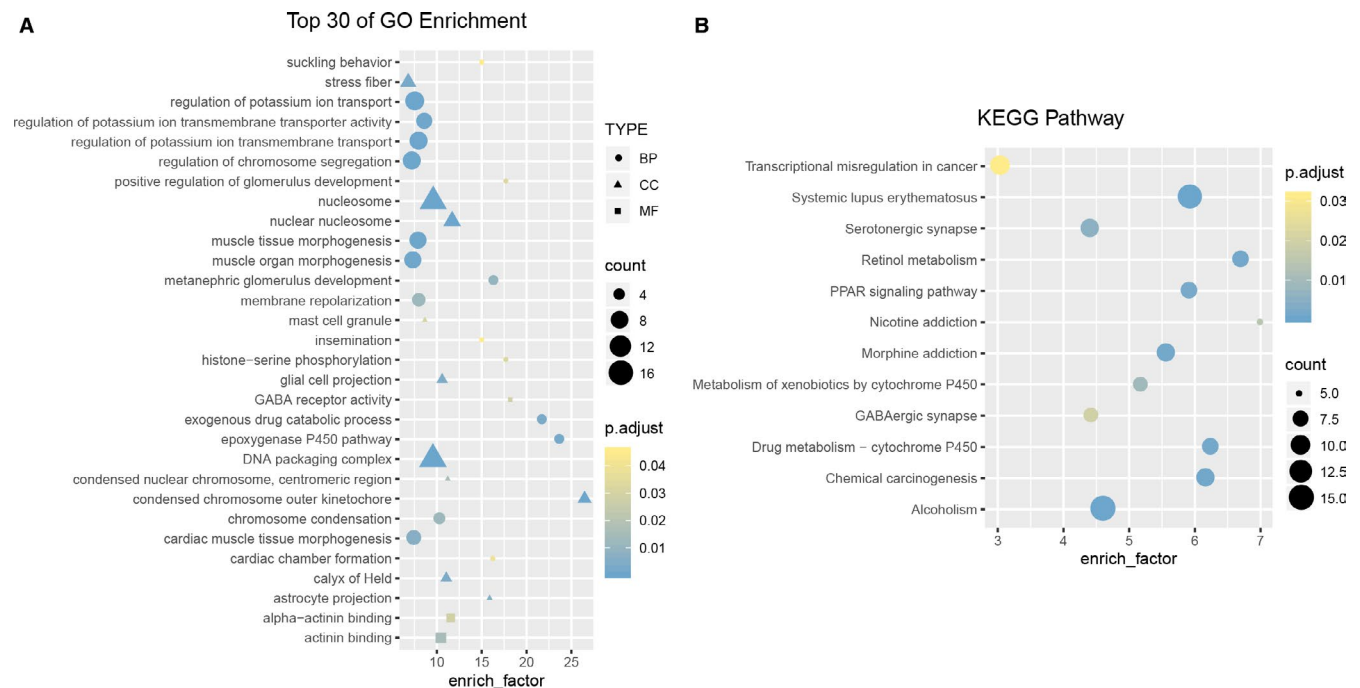 A
Top 30 of GO Enrichment
suckling behavior
stress fiber
regulation of potassium ion transport
regulation of potassium ion transmembrane transporter activity
regulation of potassium ion transmembrane transport
regulation of chromosome segregation
positive regulation of glomerulus development
nucleosome
nuclear nucleosome
muscle tissue morphogenesis
muscle organ morphogenesis
metanephric glomerulus development
membrane repolarization
mast cell granule
insemination
histone−serine phosphorylation
glial cell projection
GABA receptor activity
exogenous drug catabolic process
epoxygenase P450 pathway
DNA packaging complex
condensed nuclear chromosome, centromeric region
condensed chromosome outer kinetochore
chromosome condensation
cardiac muscle tissue morphogenesis
cardiac chamber formation
calyx of Held
astrocyte projection
alpha−actinin binding
actinin binding
10 15 20 25
enrich_factor
TYPE
BP
CC
MF
count
4
8
12
16
p.adjust
0.04
0.03
0.02
0.01
B
KEGG Pathway
Transcriptional misregulation in cancer
Systemic lupus erythematosus
Serotonergic synapse
Retinol metabolism
PPAR signaling pathway
Nicotine addiction
Morphine addiction
Metabolism of xenobiotics by cytochrome P450
GABAergic synapse
Drug metabolism − cytochrome P450
Chemical carcinogenesis
Alcoholism
3 4 5 6 7
enrich_factor
p.adjust
0.03
0.02
0.01
count
5.0
7.5
10.0
12.5
15.0